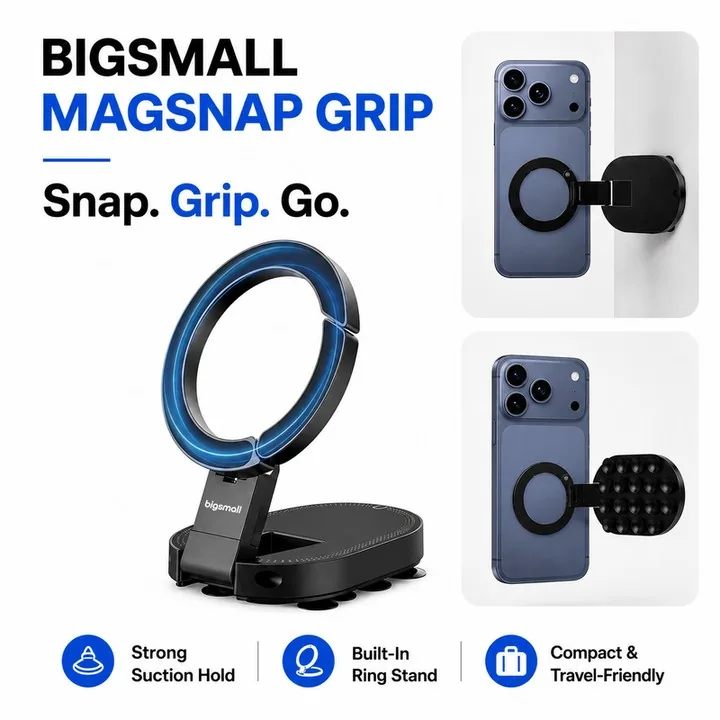 BIGSMALL
MAGSNAP GRIP
Snap. Grip. Go.
bigsmall
Strong
Suction Hold
Built-In
Ring Stand
Compact &
Travel-Friendly